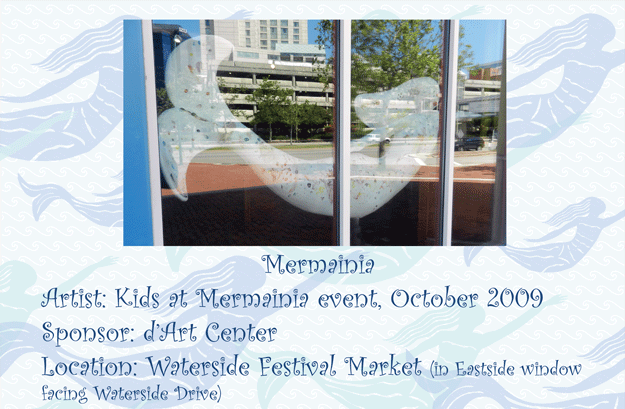 Mermainia
Artist: Kids at Mermainia event, October 2009
Sponsor: d'Art Center
Location: Waterside Festival Market (in Eastside window
facing Waterside Drive)